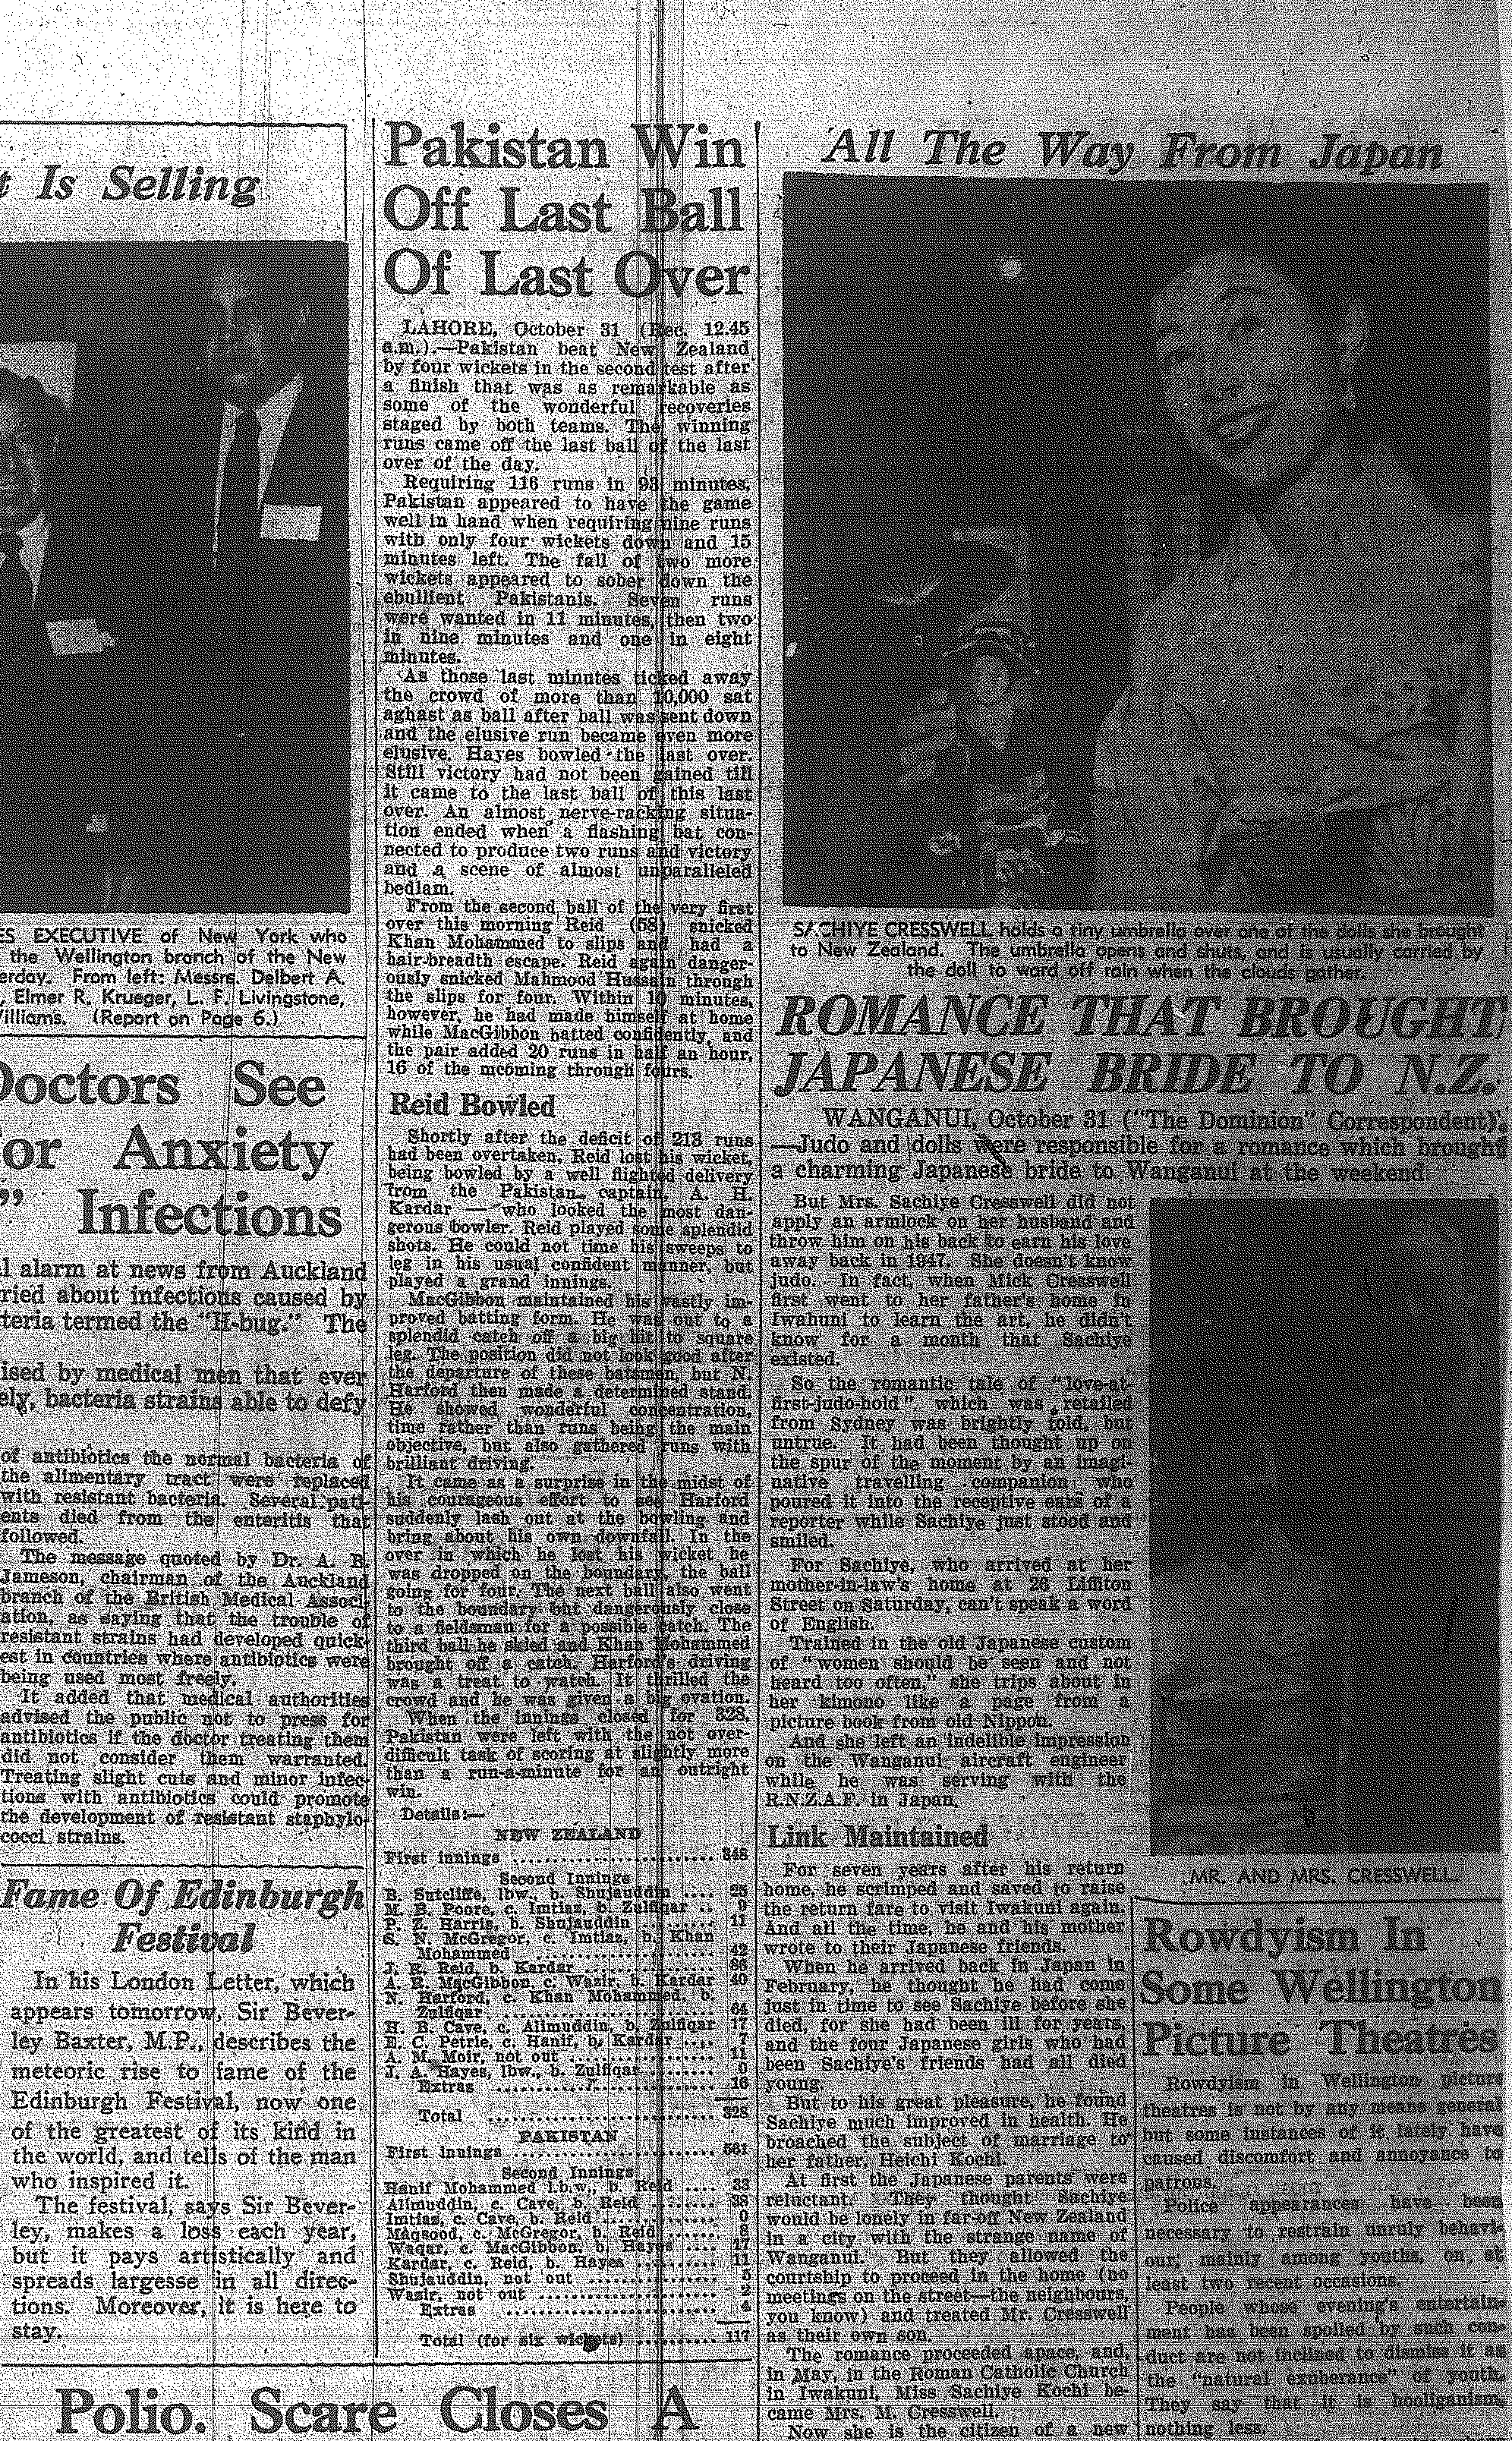 t Is Selling
ES EXECUTIVE of New York who
the Wellington branch of the New
erday. From left: Messrs. Delbert A.
, Elmer R. Krueger, L. F. Livingstone,
Williams. (Report on Page 6.)
Doctors See
or Anxiety
" Infections
l alarm at news from Auckland
ried about infections caused by
teria termed the "H-bug." The
ised by medical men that ever
ely, bacteria strains able to defy
of antibiotics the normal bacteria of
the alimentary tract were replaced
with resistant bacteria. Several pati-
ents died from the enteritis that
followed.
The message quoted by Dr. A. B.
Jameson, chairman of the Auckland
branch of the British Medical Associ-
ation, as saying that the trouble of
resistant strains had developed quick-
est in countries where antibiotics were
being used most freely.
It added that medical authorities
advised the public not to press for
antibiotics if the doctor treating them
did not consider them warranted.
Treating slight cuts and minor infec-
tions with antibiotics could promote
the development of resistant staphylo-
cocci strains.
Fame Of Edinburgh
Festival
In his London Letter, which
appears tomorrow, Sir Bever-
ley Baxter, M.P., describes the
meteoric rise to fame of the
Edinburgh Festival, now one
of the greatest of its kind in
the world, and tells of the man
who inspired it.
The festival, says Sir Bever-
ley, makes a loss each year,
but it pays artistically and
spreads largesse in all direc-
tions. Moreover, it is here to
stay.
Polio. Scare Closes A
Pakistan Win
Off Last Ball
Of Last Over
LAHORE, October 31 (Rec. 12.45
a.m.).—Pakistan beat New Zealand
by four wickets in the second test after
a finish that was as remarkable as
some of the wonderful recoveries
staged by both teams. The winning
runs came off the last ball of the last
over of the day.
Requiring 116 runs in 93 minutes,
Pakistan appeared to have the game
well in hand when requiring nine runs
with only four wickets down and 15
minutes left. The fall of two more
wickets appeared to sober down the
ebullient Pakistanis. Seven runs
were wanted in 11 minutes, then two
in nine minutes and one in eight
minutes.
As those last minutes ticked away
the crowd of more than 10,000 sat
aghast as ball after ball was sent down
and the elusive run became even more
elusive. Hayes bowled the last over.
Still victory had not been gained till
it came to the last ball of this last
over. An almost nerve-racking situa-
tion ended when a flashing bat con-
nected to produce two runs and victory
and a scene of almost unparalleled
bedlam.
From the second ball of the very first
over this morning Reid (58) snicked
Khan Mohammed to slips and had a
hair-breadth escape. Reid again danger-
ously snicked Mahmood Hussain through
the slips for four. Within 10 minutes,
however, he had made himself at home
while MacGibbon batted confidently, and
the pair added 20 runs in half an hour,
16 of the mcoming through fours.
Reid Bowled
Shortly after the deficit of 213 runs
had been overtaken, Reid lost his wicket,
being bowled by a well flighted delivery
from the Pakistan captain, A. H.
Kardar — who looked the most dan-
gerous bowler. Reid played some splendid
shots. He could not time his sweeps to
leg in his usual confident manner, but
played a grand innings.
MacGibbon maintained his vastly im-
proved batting form. He was out to a
splendid catch off a big hit to square
leg. The position did not look good after
the departure of these batsmen, but N.
Harford then made a determined stand.
He showed wonderful concentration,
time rather than runs being the main
objective, but also gathered runs with
brilliant driving.
It came as a surprise in the midst of
his courageous effort to see Harford
suddenly lash out at the bowling and
bring about his own downfall. In the
over in which he lost his wicket he
was dropped on the boundary, the ball
going for four. The next ball also went
to the boundary but dangerously close
to a fieldsman for a possible catch. The
third ball he skied and Khan Mohammed
brought off a catch. Harford's driving
was a treat to watch. It thrilled the
crowd and he was given a big ovation.
When the innings closed for 328,
Pakistan were left with the not over-
difficult task of scoring at slightly more
than a run-a-minute for an outright
win.
Details:—
NEW ZEALAND
First innings .......... 348
Second Innings
B. Sutcliffe, lbw., b. Shujauddin .... 25
M. B. Poore, c. Imtiaz, b. Zulfiqar .. 9
P. Z. Harris, b. Shujauddin .......... 11
S. N. McGregor, c. Imtiaz, b. Khan
Mohammed .......... 42
J. R. Reid, b. Kardar .......... 86
A. R. MacGibbon, c. Wazir, b. Kardar 40
N. Harford, c. Khan Mohammed, b.
Zulfiqar .......... 64
H. B. Cave, c. Alimuddin, b. Zulfiqar 17
E. C. Petrie, c. Hanif, b. Kardar .... 7
A. M. Moir, not out .......... 11
J. A. Hayes, lbw., b. Zulfiqar ........ 0
Extras .......... 16
Total .......... 328
PAKISTAN
First innings .......... 561
Second Innings
Hanif Mohammed l.b.w., b. Reid .... 33
Alimuddin, c. Cave, b. Reid ........ 38
Imtias, c. Cave, b. Reid .......... 0
Maqsood, c. McGregor, b. Reid ...... 8
Waqar, c. MacGibbon, b. Hayes .... 17
Kardar, c. Reid, b. Hayes .......... 11
Shujauddin, not out .......... 5
Wasir, not out .......... 2
Extras .......... 4
Total (for six wickets) .......... 117
All The Way From Japan
SACHIYE CRESSWELL holds a tiny umbrella over one of the dolls she brought
to New Zealand. The umbrella opens and shuts, and is usually carried by
the doll to ward off rain when the clouds gather.
ROMANCE THAT BROUGHT
JAPANESE BRIDE TO N.Z.
WANGANUI, October 31 ("The Dominion" Correspondent).
—Judo and dolls were responsible for a romance which brought
a charming Japanese bride to Wanganui at the weekend.
But Mrs. Sachiye Cresswell did not
apply an armlock on her husband and
throw him on his back to earn his love
away back in 1947. She doesn't know
judo. In fact, when Mick Cresswell
first went to her father's home in
Iwahuni to learn the art, he didn't
know for a month that Sachiye
existed.
So the romantic tale of "love-at-
first-judo-hold" which was retailed
from Sydney was brightly told, but
untrue. It had been thought up on
the spur of the moment by an imagi-
native travelling companion who
poured it into the receptive ears of a
reporter while Sachiye just stood and
smiled.
For Sachiye, who arrived at her
mother-in-law's home at 26 Liffiton
Street on Saturday, can't speak a word
of English.
Trained in the old Japanese custom
of "women should be seen and not
heard too often," she trips about in
her kimono like a page from a
picture book from old Nippon.
And she left an indelible impression
on the Wanganui aircraft engineer
while he was serving with the
R.N.Z.A.F. in Japan.
Link Maintained
For seven years after his return
home, he scrimped and saved to raise
the return fare to visit Iwakuni again.
And all the time, he and his mother
wrote to their Japanese friends.
When he arrived back in Japan in
February, he thought he had come
just in time to see Sachiye before she
died, for she had been ill for years,
and the four Japanese girls who had
been Sachiye's friends had all died
young.
But to his great pleasure, he found
Sachiye much improved in health. He
broached the subject of marriage to
her father, Heichi Kochi.
At first the Japanese parents were
reluctant. They thought Sachiye
would be lonely in far-off New Zealand
in a city with the strange name of
Wanganui. But they allowed the
courtship to proceed in the home (no
meetings on the street—the neighbours,
you know) and treated Mr. Cresswell
as their own son.
The romance proceeded apace, and,
in May, in the Roman Catholic Church
in Iwakuni, Miss Sachiye Kochi be-
came Mrs. M. Cresswell.
Now she is the citizen of a new
MR. AND MRS. CRESSWELL.
Rowdyism In
Some Wellington
Picture Theatres
Rowdyism in Wellington picture
theatres is not by any means general
but some instances of it lately have
caused discomfort and annoyance to
patrons.
Police appearances have been
necessary to restrain unruly behavi-
our, mainly among youths, on at
least two recent occasions.
People whose evening's entertain-
ment has been spoiled by such con-
duct are not inclined to dismiss it as
the "natural exuberance" of youth.
They say that it is hooliganism,
nothing less.